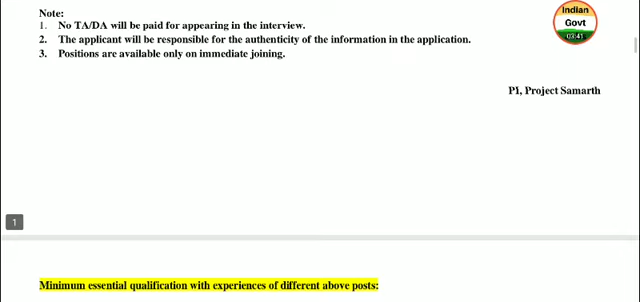 Note:
1. No TA/DA will be paid for appearing in the interview.
2. The applicant will be responsible for the authenticity of the information in the application.
3. Positions are available only on immediate joining.
Indian
Govt
03:41
PI, Project Samarth
1
Minimum essential qualification with experiences of different above posts: